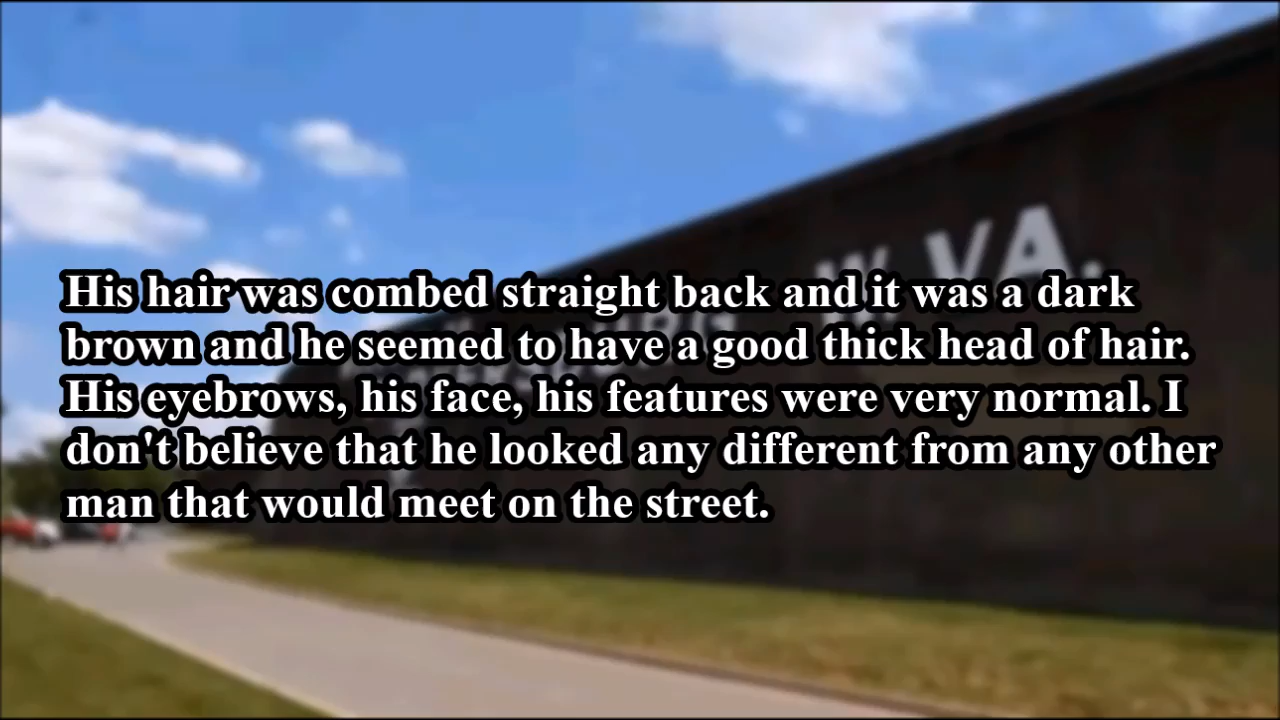 W. VA.
His hair was combed straight back and it was a dark
brown and he seemed to have a good thick head of hair.
His eyebrows, his face, his features were very normal. I
don't believe that he looked any different from any other
man that would meet on the street.